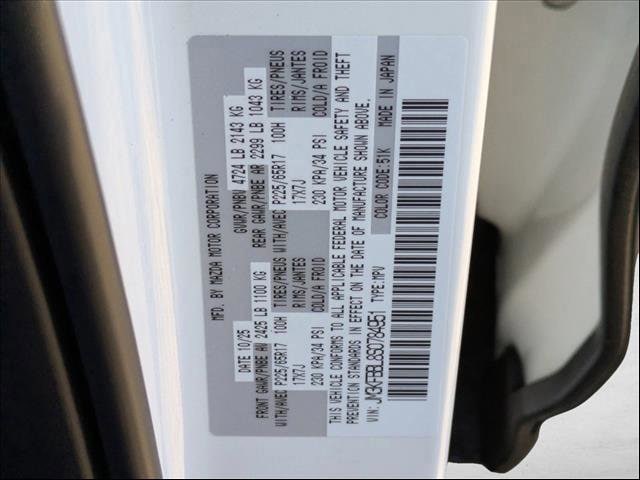 MFD. BY MAZDA MOTOR CORPORATION
DATE 10/25 GVWR/PNBV 4724 LB 2143 KG
FRONT GAWR/PNBE AV 2425 LB 1100 KG REAR GAWR/PNBE AR 2299 LB 1043 KG
WITH/AVEC P225/65R17 100H TIRES/PNEUS WITH/AVEC P225/65R17 100H TIRES/PNEUS
17X7J RIMS/JANTES 17X7J RIMS/JANTES
230 KPA/34 PSI COLD/A FROID 230 KPA/34 PSI COLD/A FROID
THIS VEHICLE CONFORMS TO ALL APPLICABLE FEDERAL MOTOR VEHICLE SAFETY AND THEFT
PREVENTION STANDARDS IN EFFECT ON THE DATE OF MANUFACTURE SHOWN ABOVE.
VIN: JM3KFBBL8S0784951 TYPE:MPV COLOR CODE:51K MADE IN JAPAN